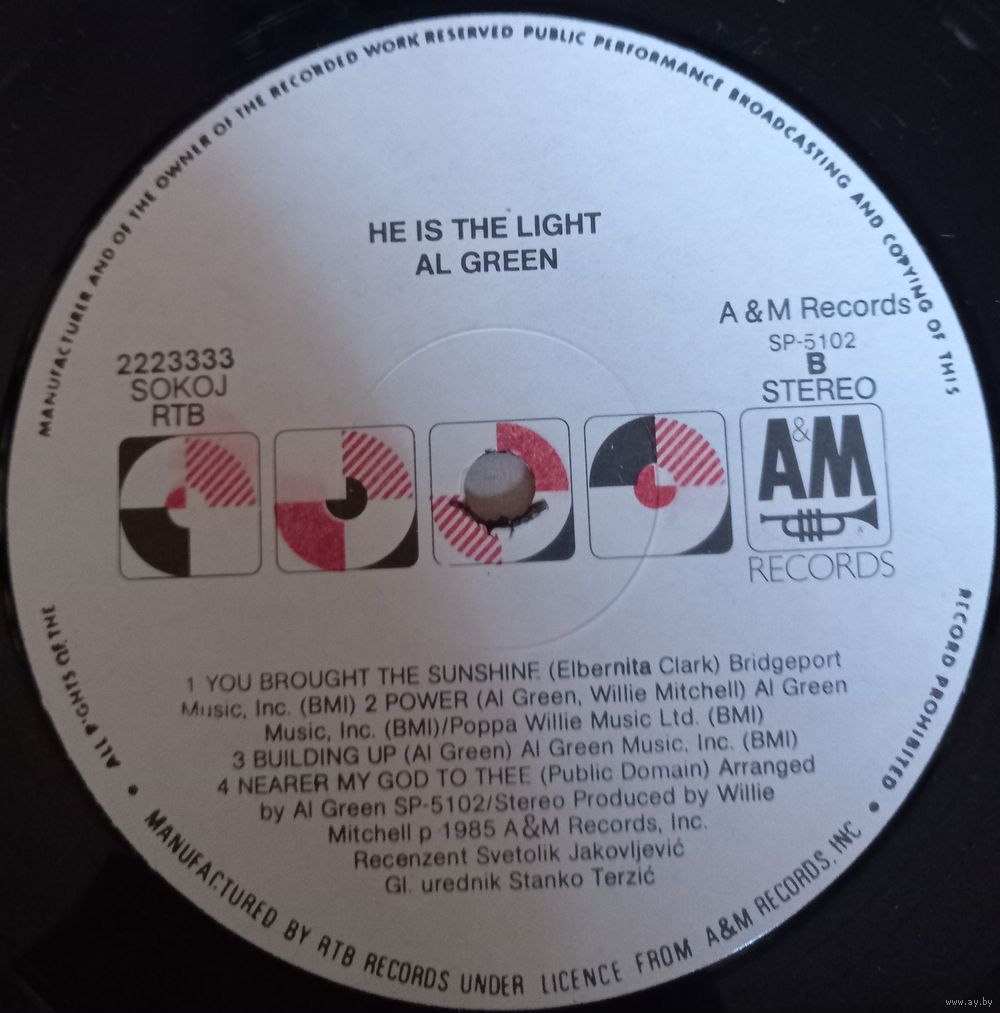 MANUFACTURER AND OF THE OWNER OF THE RECORDED WORK RESERVED PUBLIC PERFORMANCE BROADCASTING AND COPYING OF THIS
HE IS THE LIGHT
AL GREEN
A & M Records
SP-5102
B
STEREO
2223333
SOKOJ
RTB
A&M
RECORDS
1 YOU BROUGHT THE SUNSHINE (Elbernita Clark) Bridgeport
Music, Inc. (BMI) 2 POWER (Al Green, Willie Mitchell) Al Green
Music, Inc. (BMI)/Poppa Willie Music Ltd. (BMI)
3 BUILDING UP (Al Green) Al Green Music, Inc. (BMI)
4 NEARER MY GOD TO THEE (Public Domain) Arranged
by Al Green SP-5102/Stereo Produced by Willie
Mitchell p 1985 A&M Records, Inc.
Recenzent Svetolik Jakovljević
Gl. urednik Stanko Terzić
RECORD PROHIBITED
ALL RIGHTS OF THE
• MANUFACTURED BY RTB RECORDS UNDER LICENCE FROM A&M RECORDS, INC •
www.ay.by